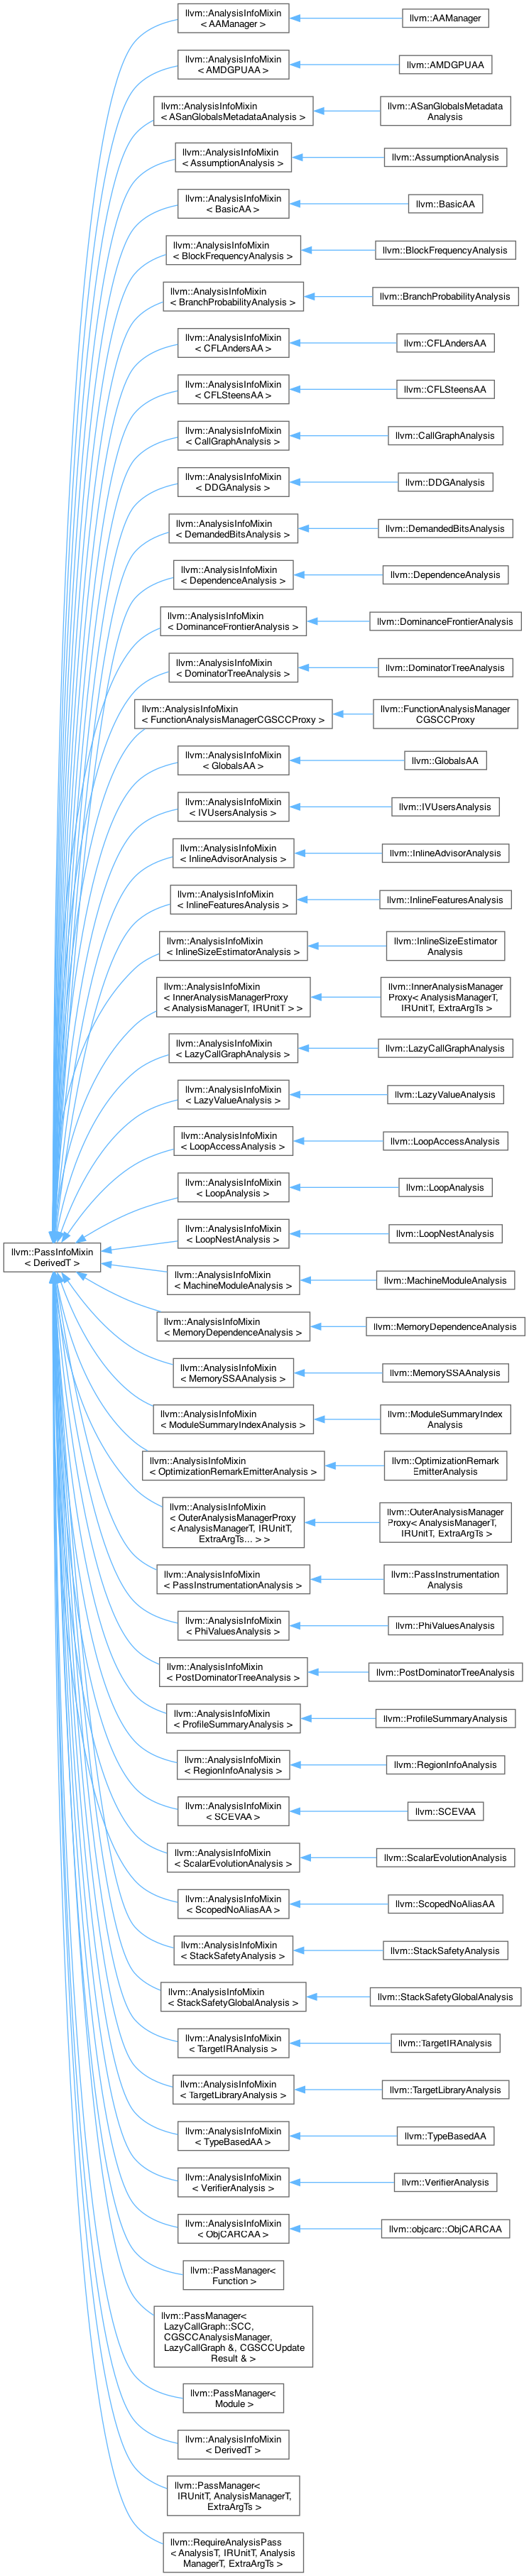 llvm::AnalysisInfoMixin
< AAManager >
llvm::AAManager
llvm::AnalysisInfoMixin
< AMDGPUAA >
llvm::AMDGPUAA
llvm::AnalysisInfoMixin
< ASanGlobalsMetadataAnalysis >
llvm::ASanGlobalsMetadata
Analysis
llvm::AnalysisInfoMixin
< AssumptionAnalysis >
llvm::AssumptionAnalysis
llvm::AnalysisInfoMixin
< BasicAA >
llvm::BasicAA
llvm::AnalysisInfoMixin
< BlockFrequencyAnalysis >
llvm::BlockFrequencyAnalysis
llvm::AnalysisInfoMixin
< BranchProbabilityAnalysis >
llvm::BranchProbabilityAnalysis
llvm::AnalysisInfoMixin
< CFLAndersAA >
llvm::CFLAndersAA
llvm::AnalysisInfoMixin
< CFLSteensAA >
llvm::CFLSteensAA
llvm::AnalysisInfoMixin
< CallGraphAnalysis >
llvm::CallGraphAnalysis
llvm::AnalysisInfoMixin
< DDGAnalysis >
llvm::DDGAnalysis
llvm::AnalysisInfoMixin
< DemandedBitsAnalysis >
llvm::DemandedBitsAnalysis
llvm::AnalysisInfoMixin
< DependenceAnalysis >
llvm::DependenceAnalysis
llvm::AnalysisInfoMixin
< DominanceFrontierAnalysis >
llvm::DominanceFrontierAnalysis
llvm::AnalysisInfoMixin
< DominatorTreeAnalysis >
llvm::DominatorTreeAnalysis
llvm::AnalysisInfoMixin
< FunctionAnalysisManagerCGSCCProxy >
llvm::FunctionAnalysisManager
CGSCCProxy
llvm::AnalysisInfoMixin
< GlobalsAA >
llvm::GlobalsAA
llvm::AnalysisInfoMixin
< IVUsersAnalysis >
llvm::IVUsersAnalysis
llvm::AnalysisInfoMixin
< InlineAdvisorAnalysis >
llvm::InlineAdvisorAnalysis
llvm::AnalysisInfoMixin
< InlineFeaturesAnalysis >
llvm::InlineFeaturesAnalysis
llvm::AnalysisInfoMixin
< InlineSizeEstimatorAnalysis >
llvm::InlineSizeEstimator
Analysis
llvm::AnalysisInfoMixin
< InnerAnalysisManagerProxy
< AnalysisManagerT, IRUnitT > >
llvm::InnerAnalysisManager
Proxy< AnalysisManagerT,
IRUnitT, ExtraArgTs >
llvm::AnalysisInfoMixin
< LazyCallGraphAnalysis >
llvm::LazyCallGraphAnalysis
llvm::AnalysisInfoMixin
< LazyValueAnalysis >
llvm::LazyValueAnalysis
llvm::AnalysisInfoMixin
< LoopAccessAnalysis >
llvm::LoopAccessAnalysis
llvm::AnalysisInfoMixin
< LoopAnalysis >
llvm::LoopAnalysis
llvm::AnalysisInfoMixin
< LoopNestAnalysis >
llvm::LoopNestAnalysis
llvm::PassInfoMixin
< DerivedT >
llvm::AnalysisInfoMixin
< MachineModuleAnalysis >
llvm::MachineModuleAnalysis
llvm::AnalysisInfoMixin
< MemoryDependenceAnalysis >
llvm::MemoryDependenceAnalysis
llvm::AnalysisInfoMixin
< MemorySSAAnalysis >
llvm::MemorySSAAnalysis
llvm::AnalysisInfoMixin
< ModuleSummaryIndexAnalysis >
llvm::ModuleSummaryIndex
Analysis
llvm::AnalysisInfoMixin
< OptimizationRemarkEmitterAnalysis >
llvm::OptimizationRemark
EmitterAnalysis
llvm::AnalysisInfoMixin
< OuterAnalysisManagerProxy
< AnalysisManagerT, IRUnitT,
ExtraArgTs... > >
llvm::OuterAnalysisManager
Proxy< AnalysisManagerT,
IRUnitT, ExtraArgTs >
llvm::AnalysisInfoMixin
< PassInstrumentationAnalysis >
llvm::PassInstrumentation
Analysis
llvm::AnalysisInfoMixin
< PhiValuesAnalysis >
llvm::PhiValuesAnalysis
llvm::AnalysisInfoMixin
< PostDominatorTreeAnalysis >
llvm::PostDominatorTreeAnalysis
llvm::AnalysisInfoMixin
< ProfileSummaryAnalysis >
llvm::ProfileSummaryAnalysis
llvm::AnalysisInfoMixin
< RegionInfoAnalysis >
llvm::RegionInfoAnalysis
llvm::AnalysisInfoMixin
< SCEVAA >
llvm::SCEVAA
llvm::AnalysisInfoMixin
< ScalarEvolutionAnalysis >
llvm::ScalarEvolutionAnalysis
llvm::AnalysisInfoMixin
< ScopedNoAliasAA >
llvm::ScopedNoAliasAA
llvm::AnalysisInfoMixin
< StackSafetyAnalysis >
llvm::StackSafetyAnalysis
llvm::AnalysisInfoMixin
< StackSafetyGlobalAnalysis >
llvm::StackSafetyGlobalAnalysis
llvm::AnalysisInfoMixin
< TargetIRAnalysis >
llvm::TargetIRAnalysis
llvm::AnalysisInfoMixin
< TargetLibraryAnalysis >
llvm::TargetLibraryAnalysis
llvm::AnalysisInfoMixin
< TypeBasedAA >
llvm::TypeBasedAA
llvm::AnalysisInfoMixin
< VerifierAnalysis >
llvm::VerifierAnalysis
llvm::AnalysisInfoMixin
< ObjCARCAA >
llvm::objcarc::ObjCARCAA
llvm::PassManager<
Function >
llvm::PassManager<
LazyCallGraph::SCC,
CGSCCAnalysisManager,
LazyCallGraph &, CGSCCUpdate
Result & >
llvm::PassManager<
Module >
llvm::AnalysisInfoMixin
< DerivedT >
llvm::PassManager<
IRUnitT, AnalysisManagerT,
ExtraArgTs >
llvm::RequireAnalysisPass
< AnalysisT, IRUnitT, Analysis
ManagerT, ExtraArgTs >